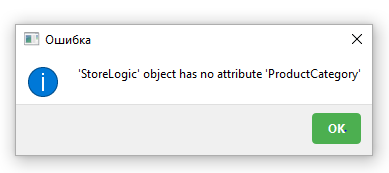 Ошибка
'StoreLogic' object has no attribute 'ProductCategory'
OK